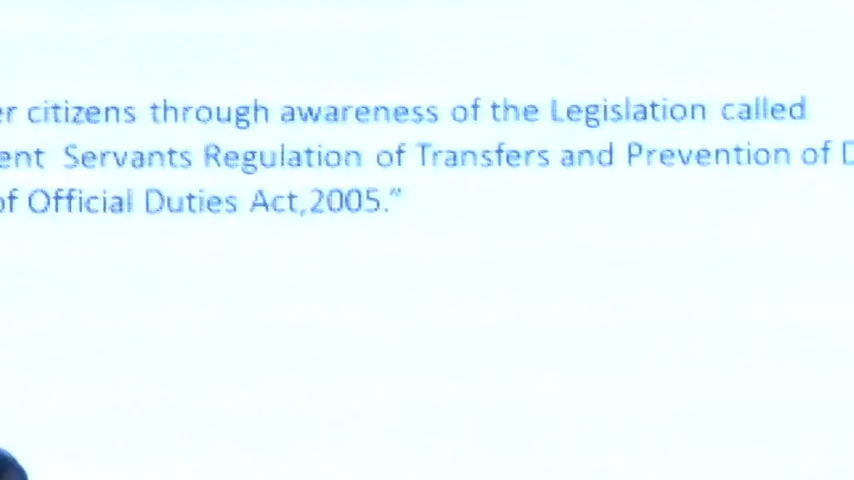 er citizens through awareness of the Legislation called
ent Servants Regulation of Transfers and Prevention of D
of Official Duties Act,2005.”